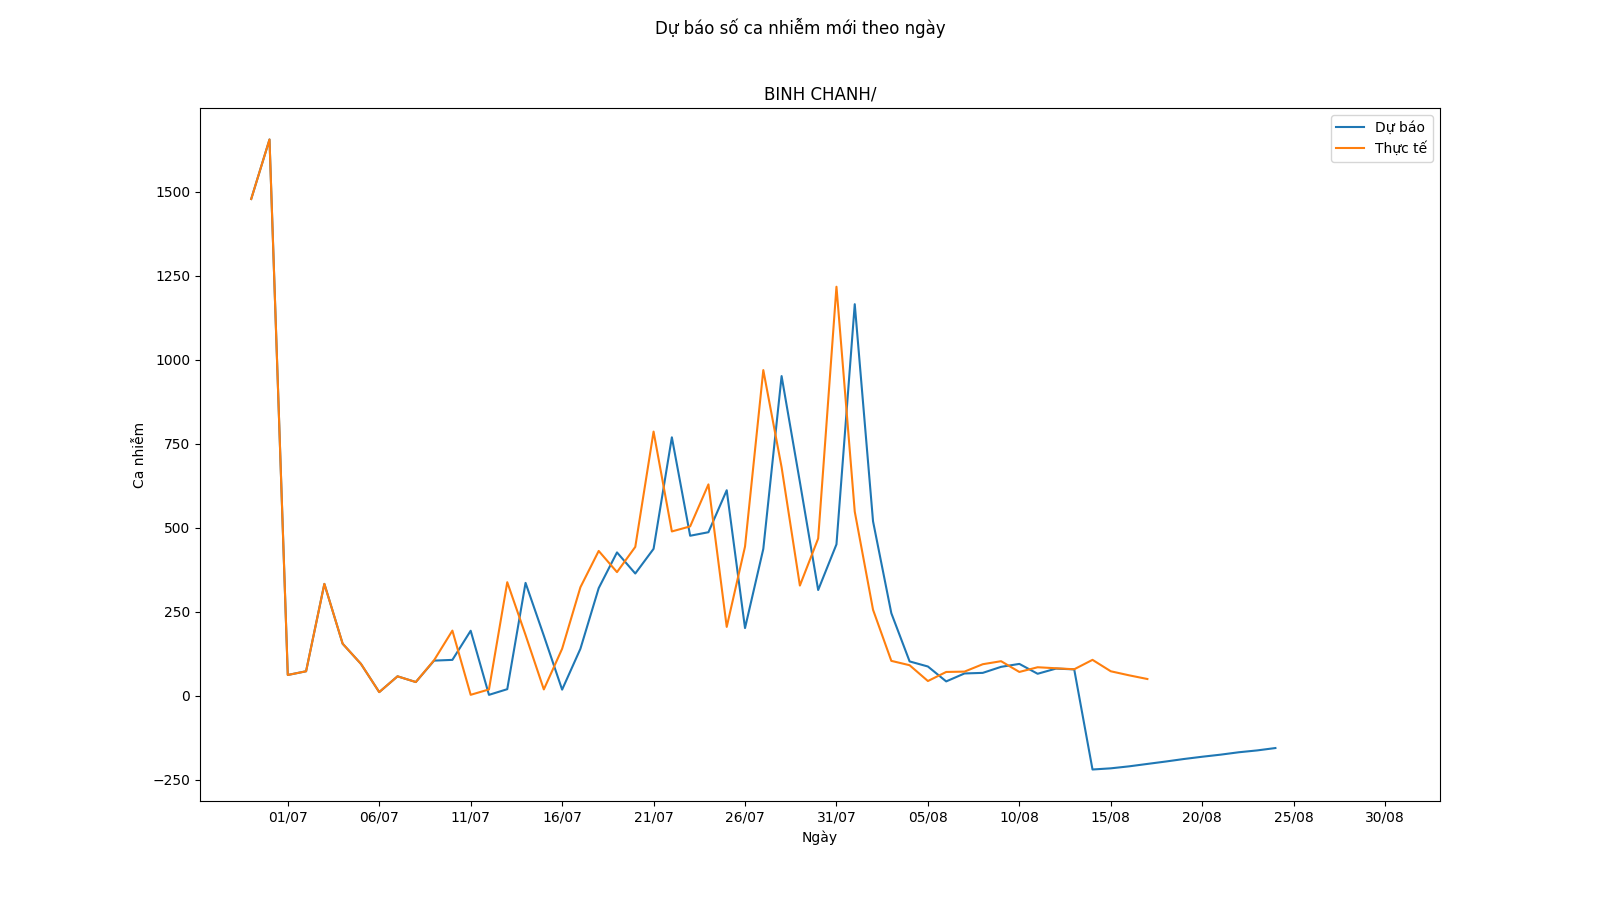 Dự báo số ca nhiễm mới theo ngày
BINH CHANH/
Dự báo
Thực tế
1500
1250
1000
750
500
250
0
−250
Ca nhiễm
01/07 06/07 11/07 16/07 21/07 26/07 31/07 05/08 10/08 15/08 20/08 25/08 30/08
Ngày